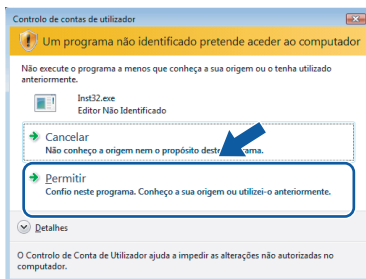 Controlo de contas de utilizador
Um programa não identificado pretende aceder ao computador
Não execute o programa a menos que conheça a sua origem ou o tenha utilizado
anteriormente.
Inst32.exe
Editor Não Identificado
Cancelar
Não conheço a origem nem o propósito deste programa.
Permitir
Confio neste programa. Conheço a sua origem ou utilizei-o anteriormente.
Detalhes
O Controlo de Conta de Utilizador ajuda a impedir as alterações não autorizadas no
computador.